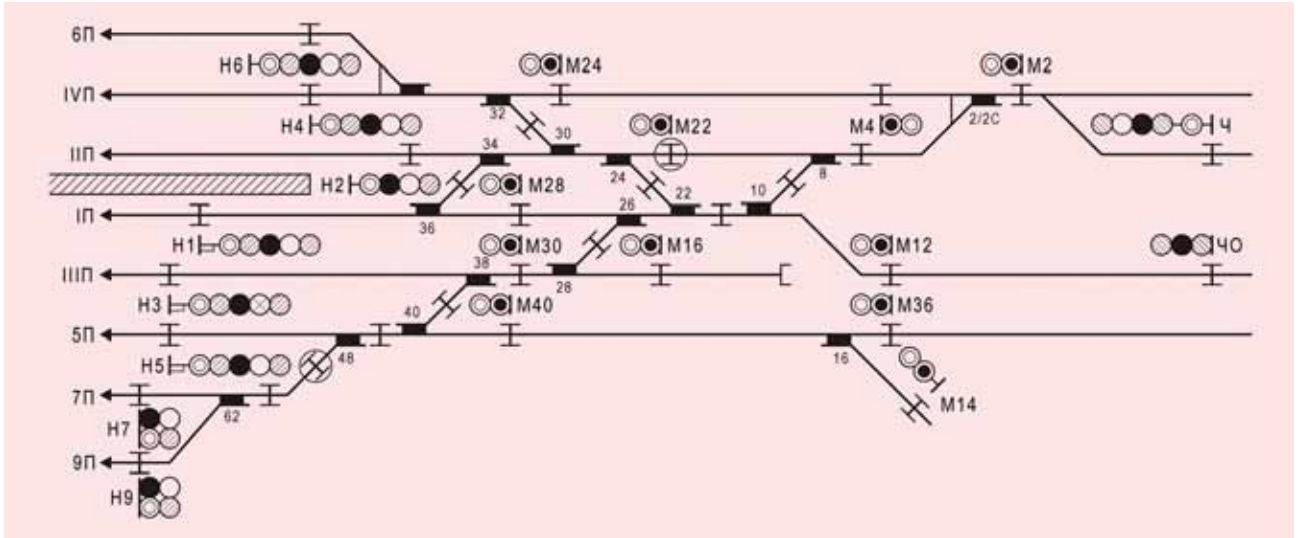 6П
Н6 М24 М2
IVП
32 2/2С
Н4 30 М22 М4 Ч
34
IIП
24 8
Н2 М28
22 10
26
IП
36
Н1 М30 М16 М12 ЧО
38
IIIП
28
Н3 40 М40 М36
5П
48 16
Н5
М14
7П
62
Н7
9П
Н9